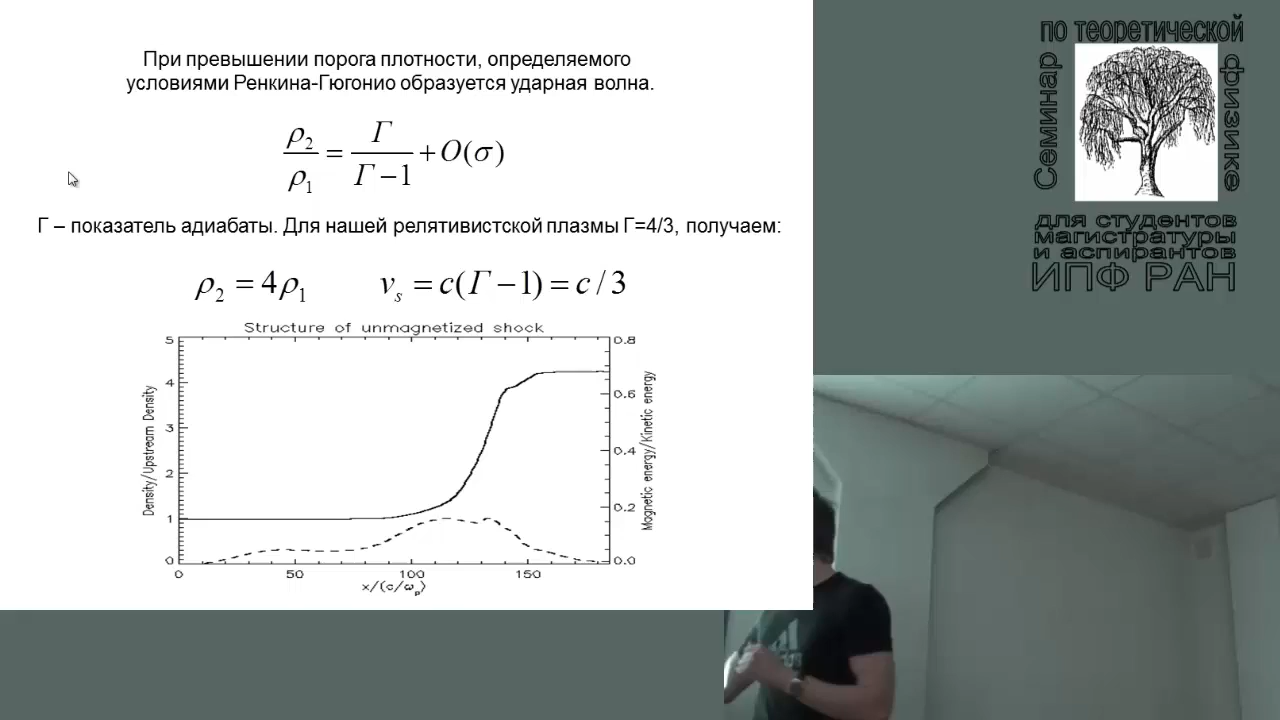 При превышении порога плотности, определяемого
условиями Ренкина-Гюгонио образуется ударная волна.
ρ₂/ρ₁ = Γ/(Γ−1) + O(σ)
Г – показатель адиабаты. Для нашей релятивистской плазмы Г=4/3, получаем:
ρ₂ = 4ρ₁ vₛ = c(Γ−1) = c/3
Structure of unmagnetized shock
Density/Upstream Density
5
4
3
2
1
0
0.8
0.6
0.4
0.2
0.0
Magnetic energy/Kinetic energy
0 50 100 150
x/(c/ωₚ)
Семинар
по теоретической
физике
для студентов
магистратуры
и аспирантов
ИПФ РАН